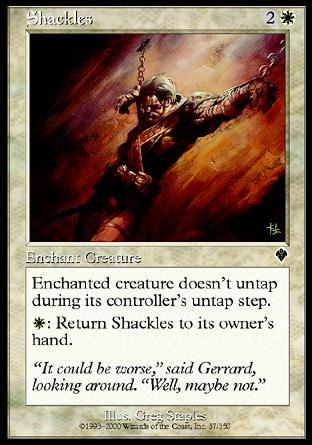 Shackles 2
Enchant Creature
Enchanted creature doesn't untap
during its controller's untap step.
: Return Shackles to its owner's
hand.
"It could be worse," said Gerrard,
looking around. "Well, maybe not."
Illus. Greg Staples
©1993–2000 Wizards of the Coast, Inc. 37/350